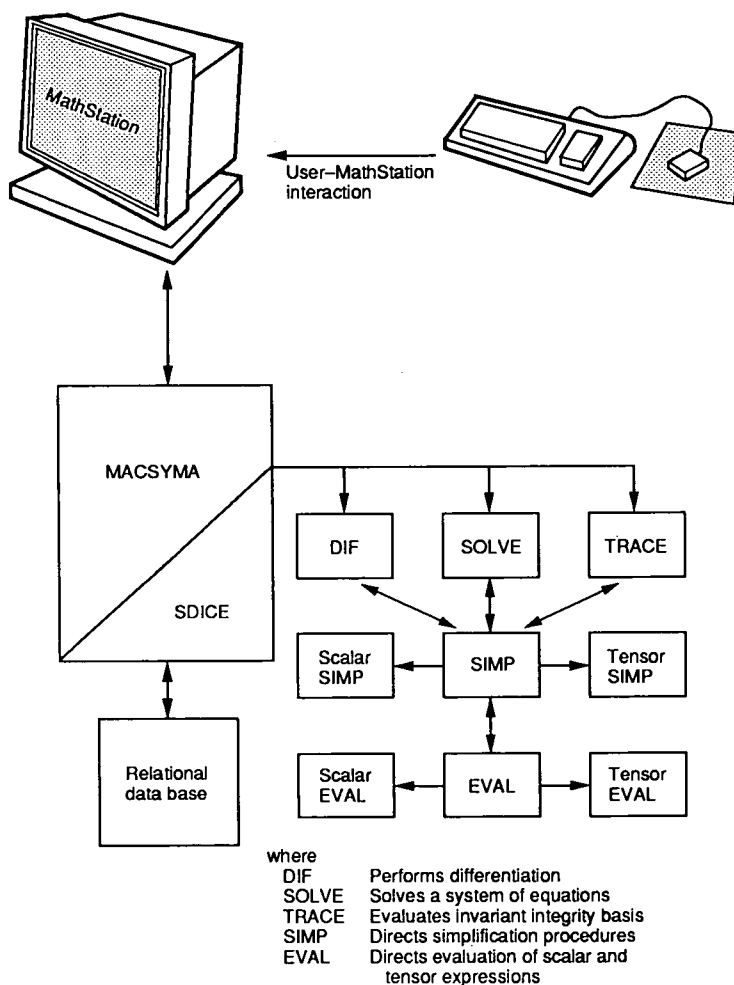 MathStation
User–MathStation
interaction
MACSYMA
SDICE
DIF
SOLVE
TRACE
Scalar
SIMP
SIMP
Tensor
SIMP
Relational
data base
Scalar
EVAL
EVAL
Tensor
EVAL
where
DIF Performs differentiation
SOLVE Solves a system of equations
TRACE Evaluates invariant integrity basis
SIMP Directs simplification procedures
EVAL Directs evaluation of scalar and
tensor expressions